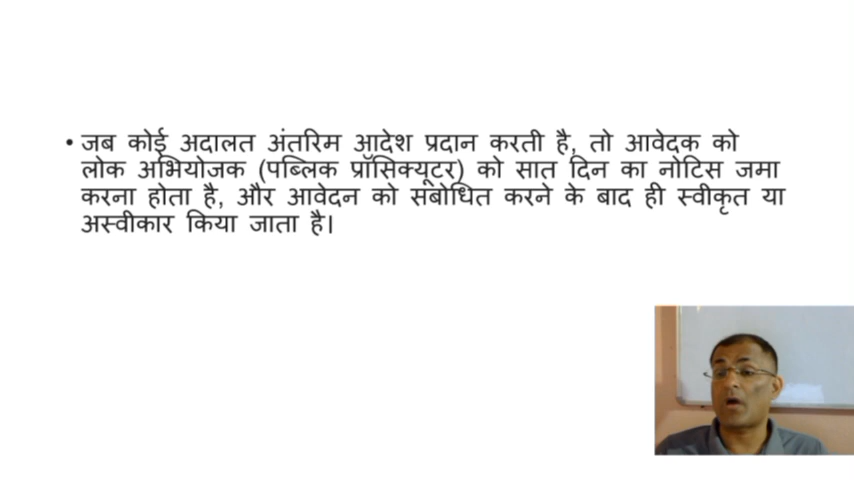 • जब कोई अदालत अंतरिम आदेश प्रदान करती है, तो आवेदक को
लोक अभियोजक (पब्लिक प्रॉसिक्यूटर) को सात दिन का नोटिस जमा
करना होता है, और आवेदन को संबोधित करने के बाद ही स्वीकृत या
अस्वीकार किया जाता है।